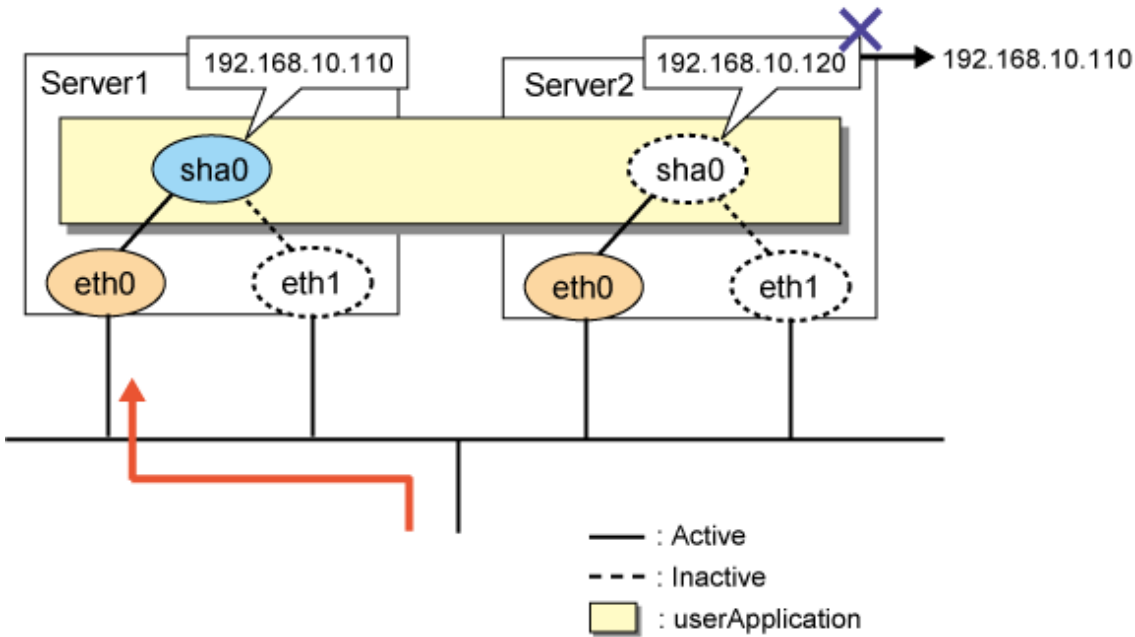 192.168.10.110
192.168.10.120
192.168.10.110
Server1
Server2
sha0
sha0
eth0
eth1
eth0
eth1
: Active
: Inactive
: userApplication